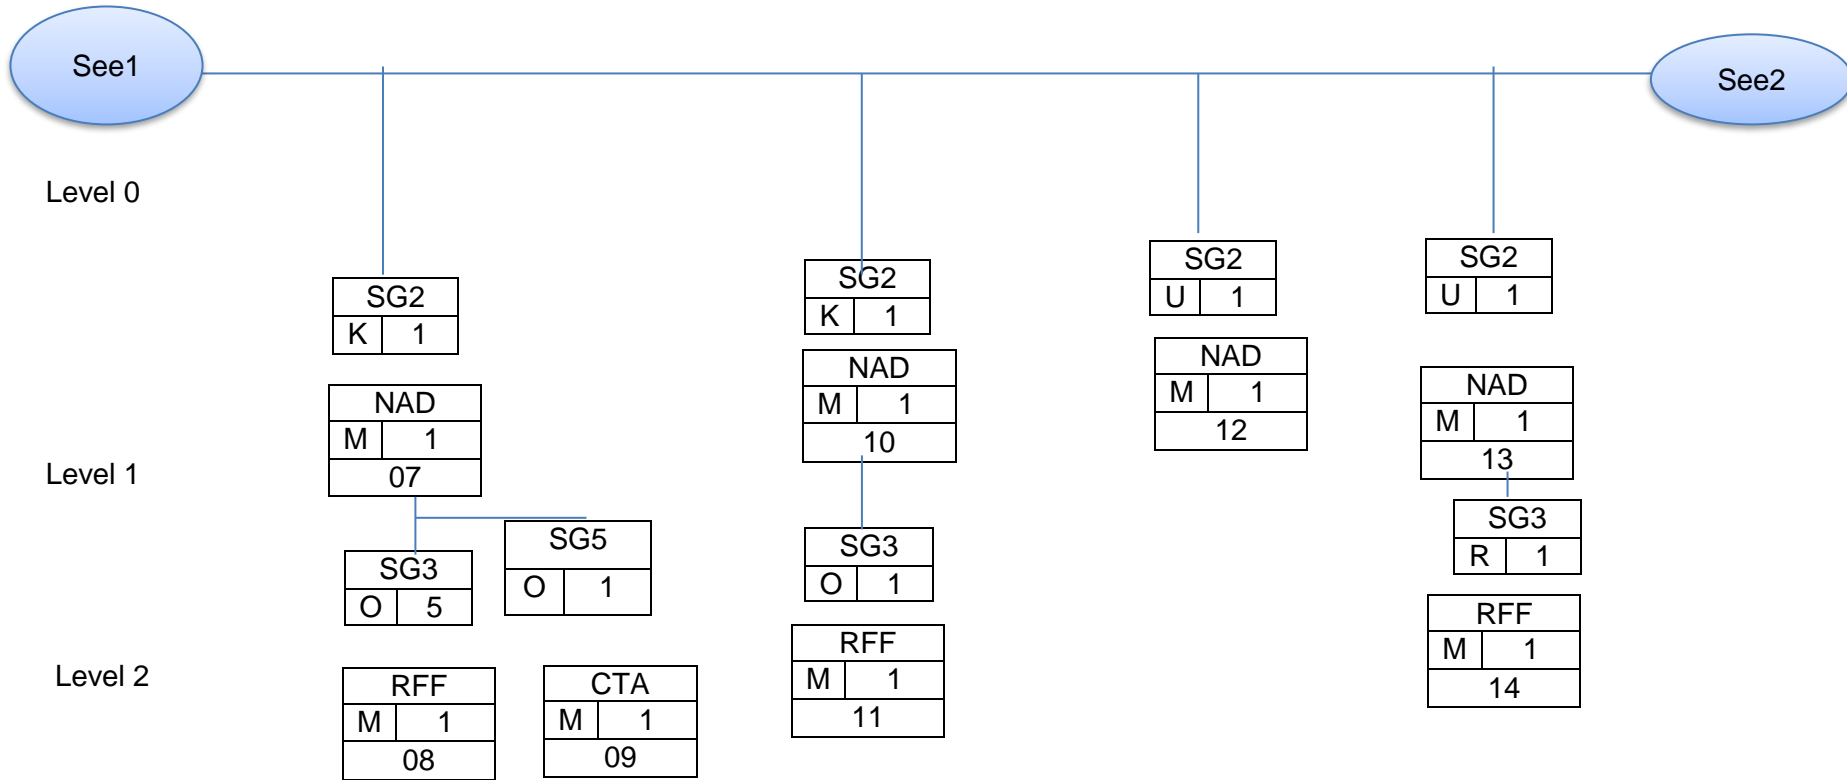 See1
See2
Level 0
SG2
K 1
NAD
M 1
07
SG3
O 5
SG5
O 1
RFF
M 1
08
CTA
M 1
09
SG2
K 1
NAD
M 1
10
SG3
O 1
RFF
M 1
11
SG2
U 1
NAD
M 1
12
SG2
U 1
NAD
M 1
13
SG3
R 1
RFF
M 1
14
Level 1
Level 2